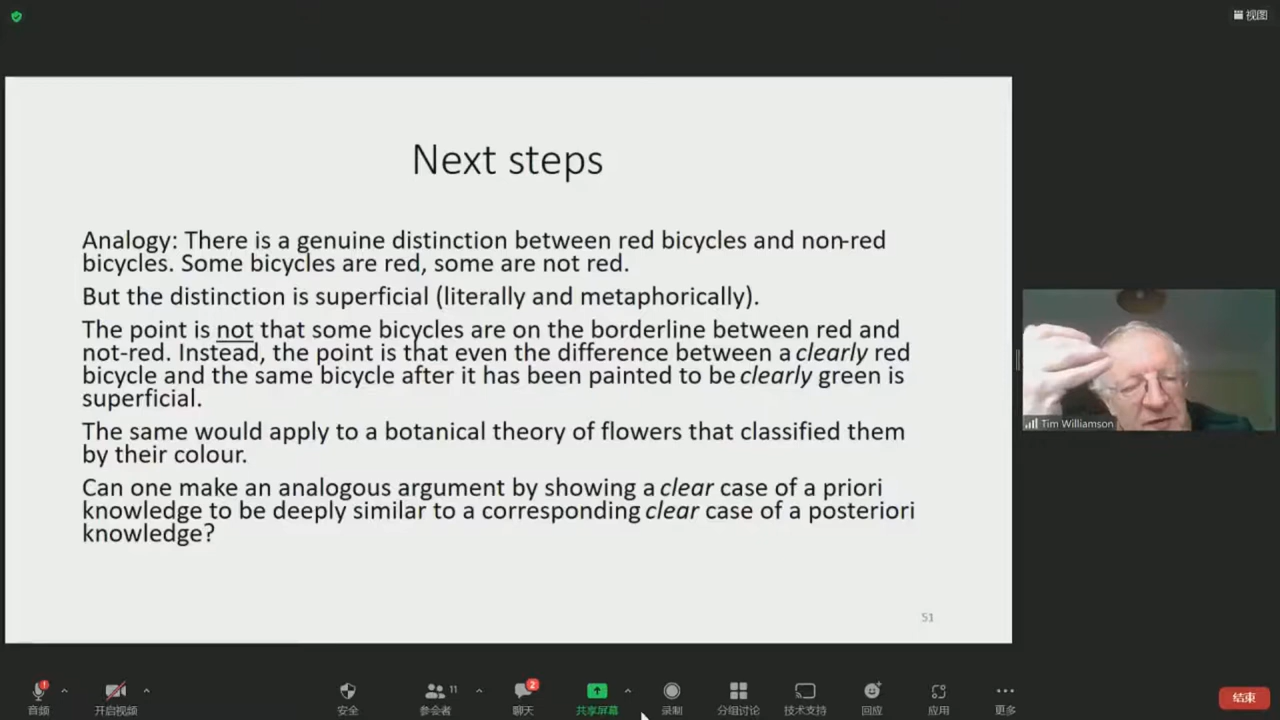 视图
Next steps
Analogy: There is a genuine distinction between red bicycles and non-red
bicycles. Some bicycles are red, some are not red.
But the distinction is superficial (literally and metaphorically).
The point is not that some bicycles are on the borderline between red and
not-red. Instead, the point is that even the difference between a clearly red
bicycle and the same bicycle after it has been painted to be clearly green is
superficial.
The same would apply to a botanical theory of flowers that classified them
by their colour.
Can one make an analogous argument by showing a clear case of a priori
knowledge to be deeply similar to a corresponding clear case of a posteriori
knowledge?
51
Tim Williamson
11
2
音频 开启视频 安全 参会者 聊天 共享屏幕 录制 分组讨论 技术支持 回应 应用 更多 结束